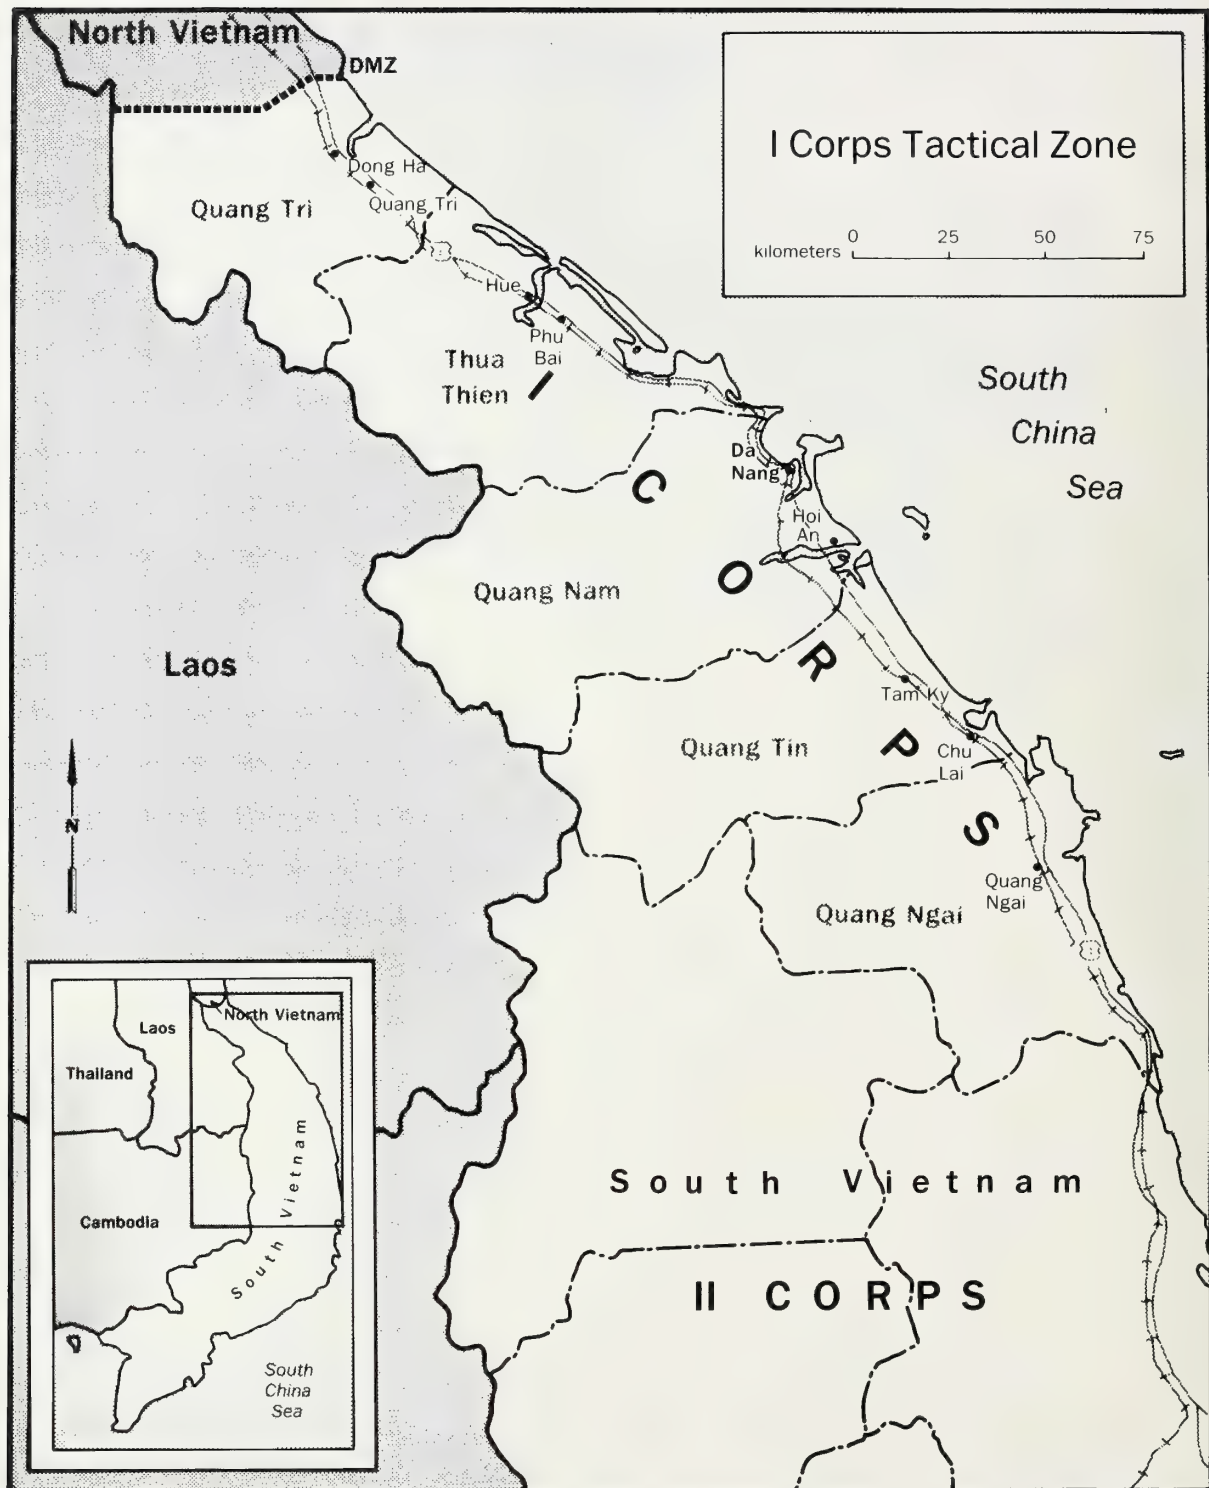 North Vietnam
DMZ
I Corps Tactical Zone
kilometers 0 25 50 75
Dong Ha
Quang Tri
Quang Tri
Hue
Phu
Bai
Thua
Thien
I
South
China
Sea
Da
Nang
C
Hoi
An
O
Quang Nam
R
Laos
Tam Ky
Quang Tin
P
Chu
Lai
N
S
Quang
Ngai
Quang Ngai
South Vietnam
II CORPS
Laos
North Vietnam
Thailand
South Vietnam
Cambodia
South
China
Sea